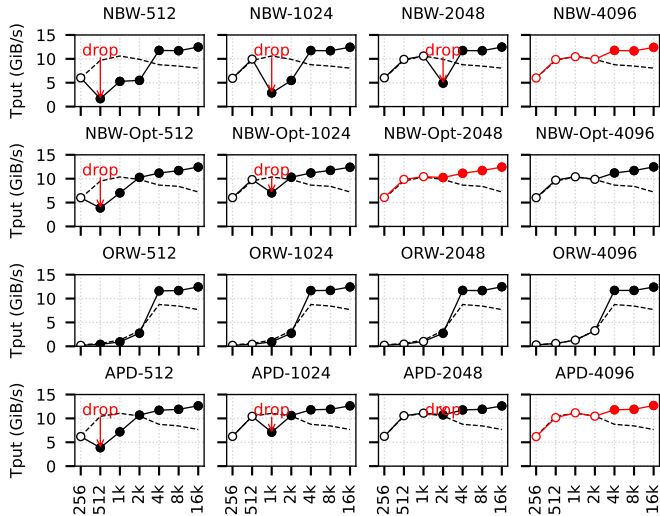 NBW-512 NBW-1024 NBW-2048 NBW-4096
Tput (GiB/s)
15
10
5
0
drop drop drop
NBW-Opt-512 NBW-Opt-1024 NBW-Opt-2048 NBW-Opt-4096
Tput (GiB/s)
15
10
5
0
drop drop
ORW-512 ORW-1024 ORW-2048 ORW-4096
Tput (GiB/s)
15
10
5
0
APD-512 APD-1024 APD-2048 APD-4096
Tput (GiB/s)
15
10
5
0
drop drop drop
256 512 1k 2k 4k 8k 16k 256 512 1k 2k 4k 8k 16k 256 512 1k 2k 4k 8k 16k 256 512 1k 2k 4k 8k 16k